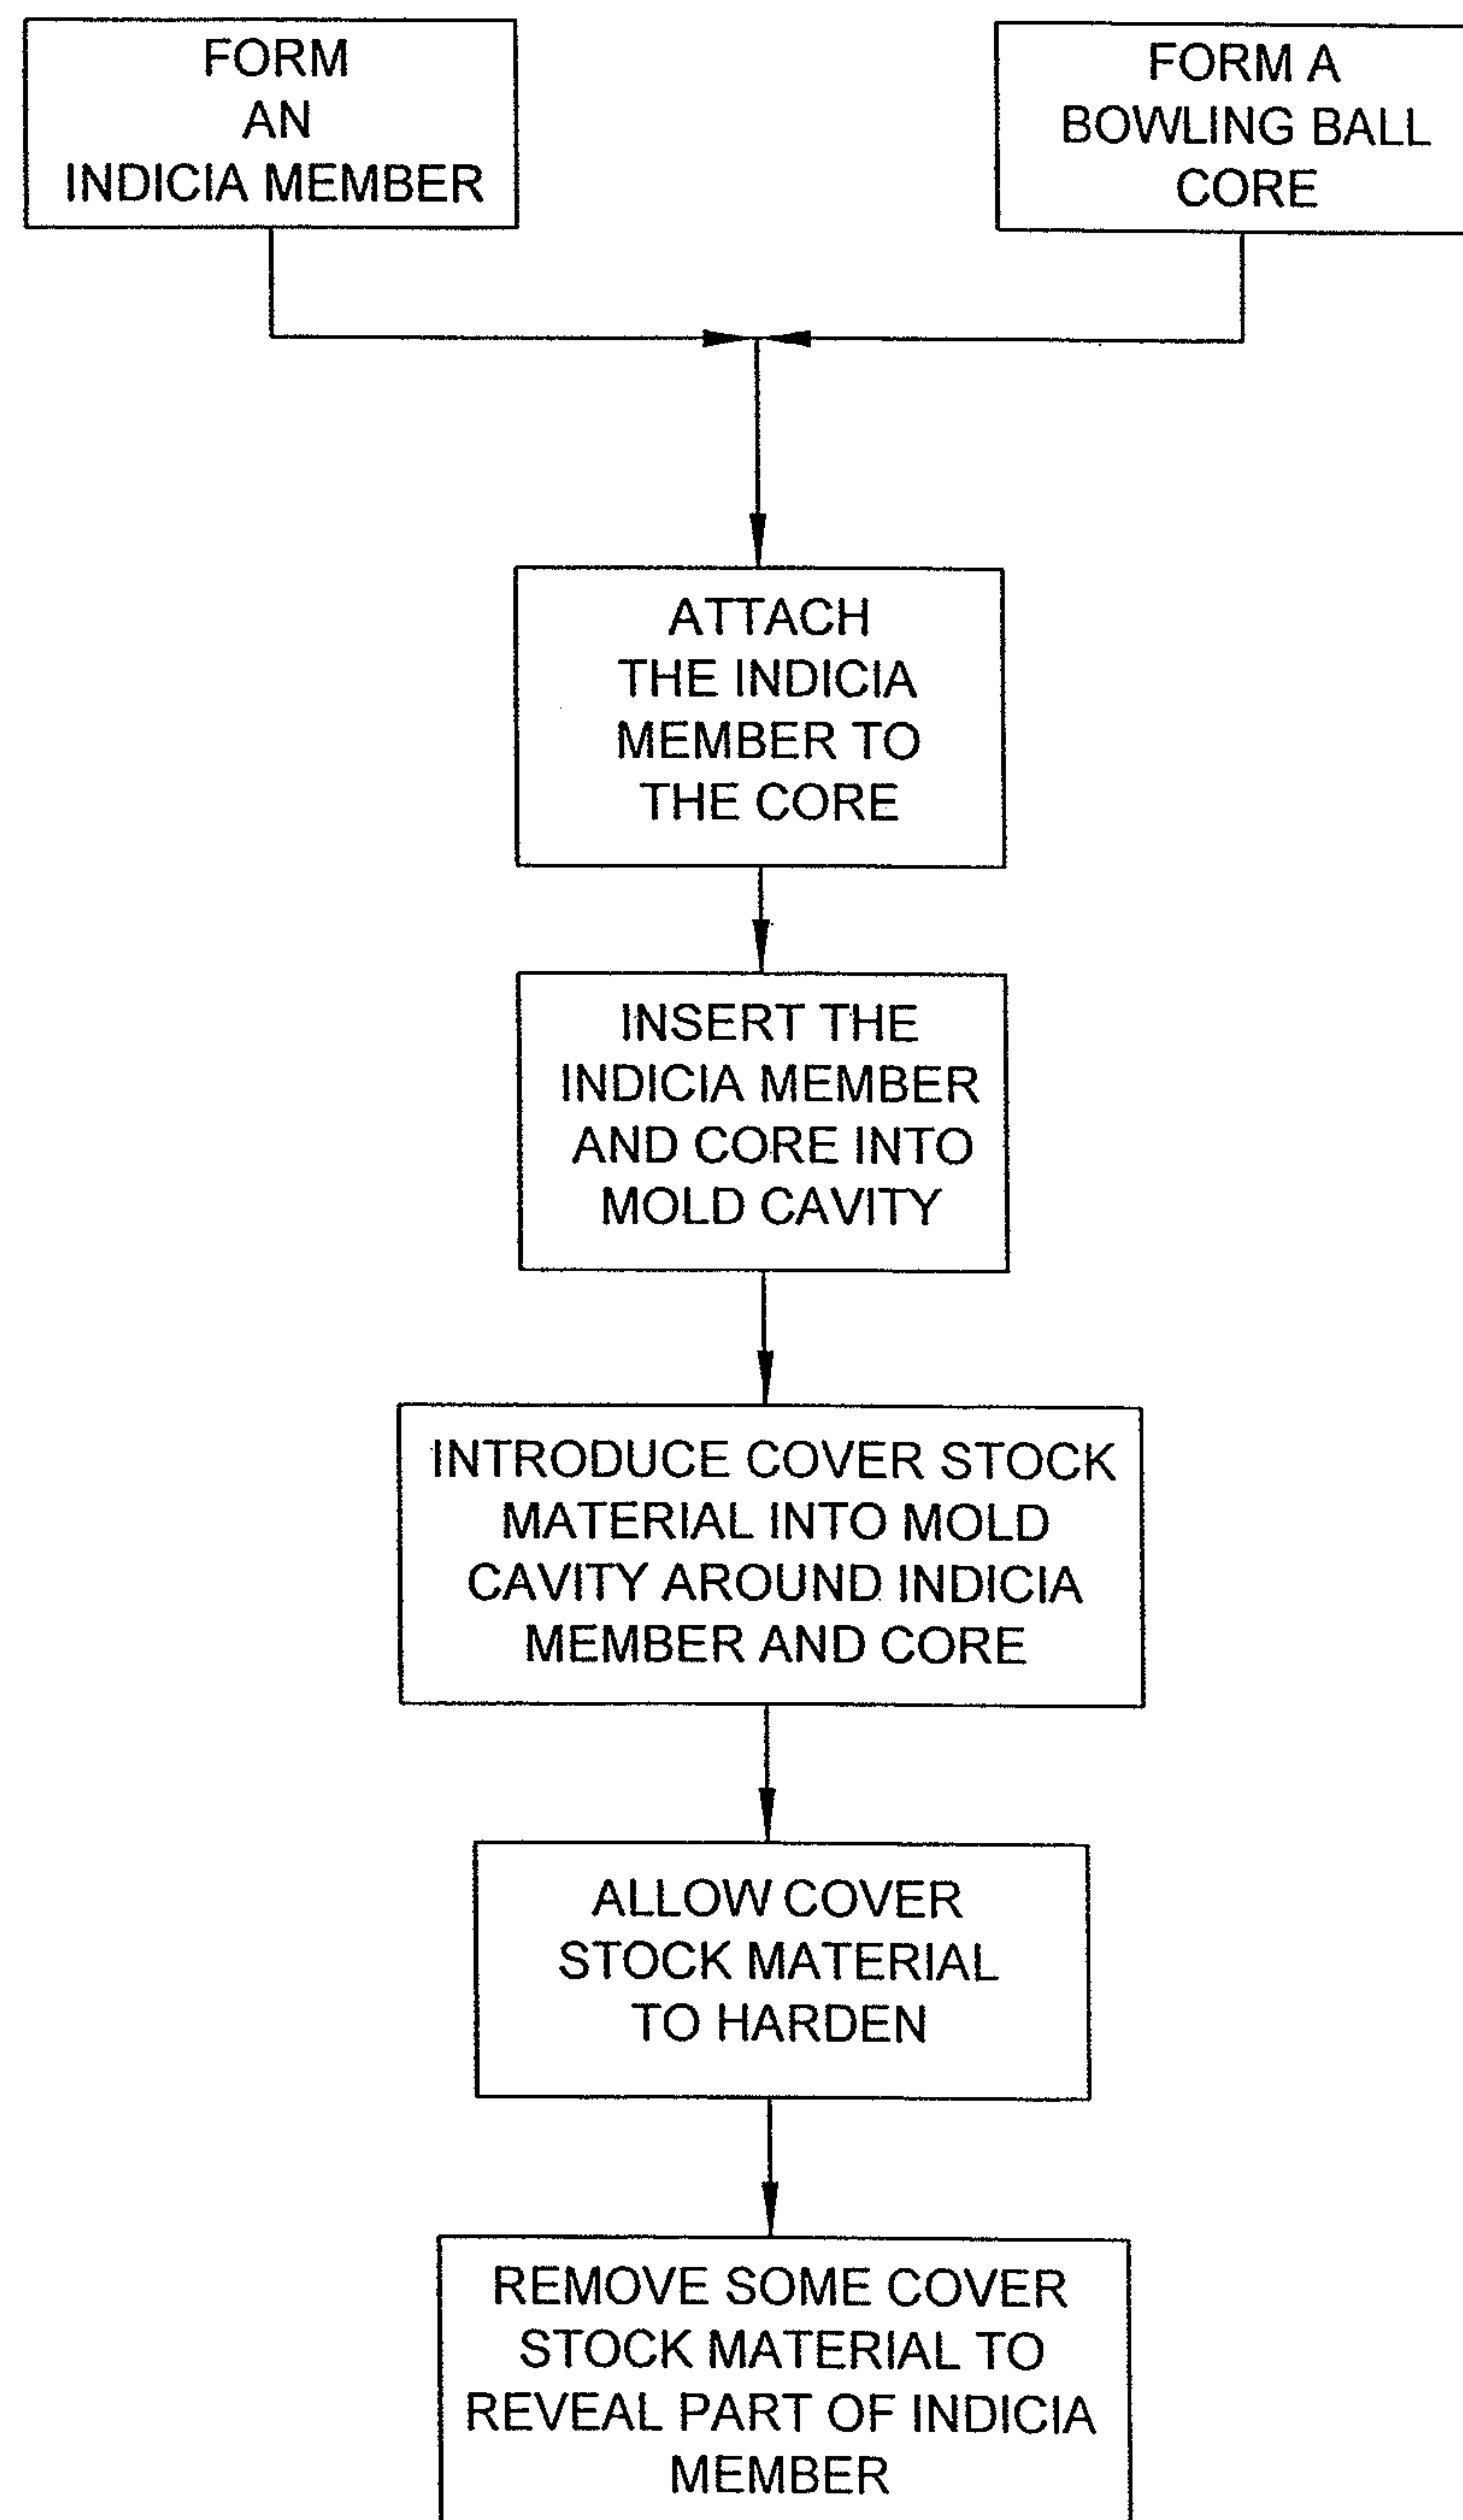 FORM
AN
INDICIA MEMBER
FORM A
BOWLING BALL
CORE
ATTACH
THE INDICIA
MEMBER TO
THE CORE
INSERT THE
INDICIA MEMBER
AND CORE INTO
MOLD CAVITY
INTRODUCE COVER STOCK
MATERIAL INTO MOLD
CAVITY AROUND INDICIA
MEMBER AND CORE
ALLOW COVER
STOCK MATERIAL
TO HARDEN
REMOVE SOME COVER
STOCK MATERIAL TO
REVEAL PART OF INDICIA
MEMBER